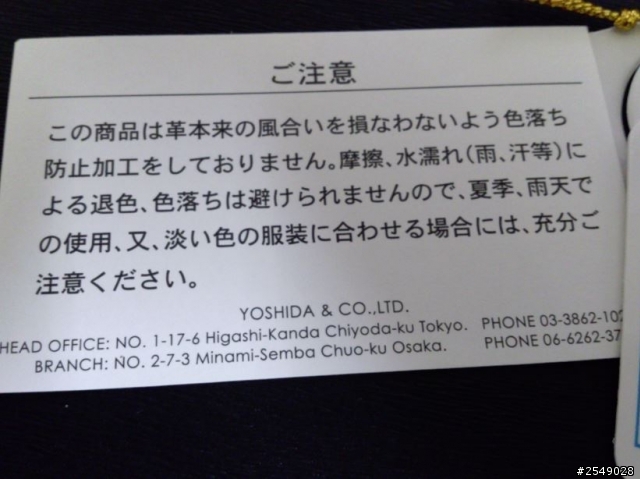 ご注意
この商品は革本来の風合いを損なわないよう色落ち
防止加工をしておりません。摩擦、水濡れ(雨、汗等)に
よる退色、色落ちは避けられませんので、夏季、雨天で
の使用、又、淡い色の服装に合わせる場合には、充分ご
注意ください。
YOSHIDA & CO.,LTD.
HEAD OFFICE: NO. 1-17-6 Higashi-Kanda Chiyoda-ku Tokyo. PHONE 03-3862-102
BRANCH: NO. 2-7-3 Minami-Semba Chuo-ku Osaka. PHONE 06-6262-37
#2549028